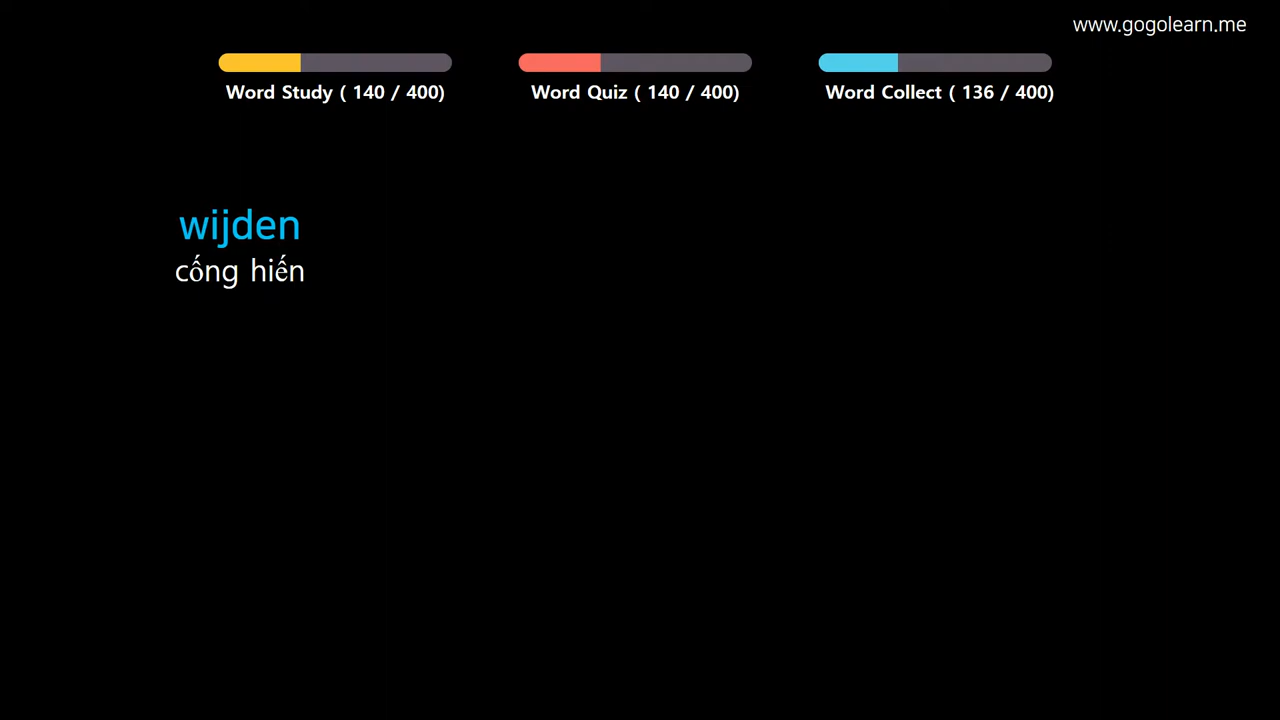 www.gogolearn.me
Word Study ( 140 / 400)
Word Quiz ( 140 / 400)
Word Collect ( 136 / 400)
wijden
cống hiến